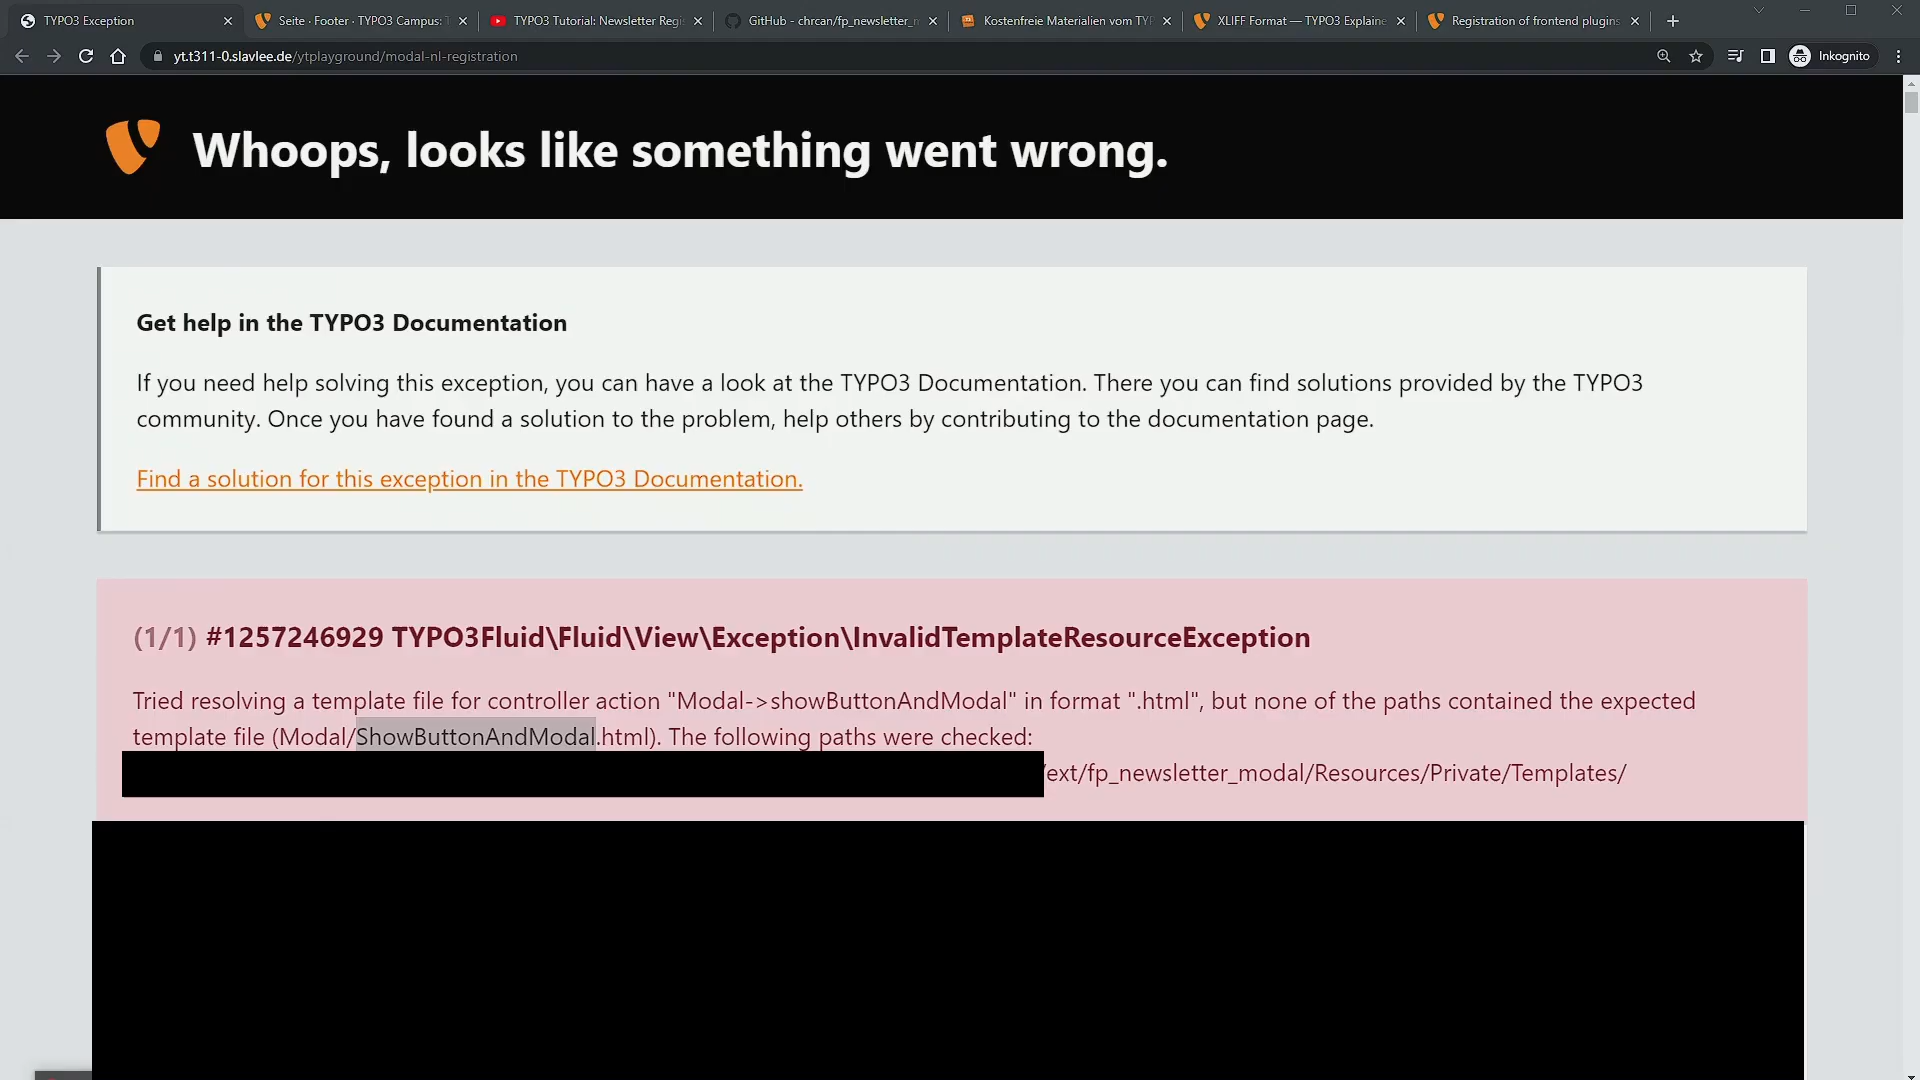 TYPO3 Exception
Seite · Footer · TYPO3 Campus:
TYPO3 Tutorial: Newsletter Regi
GitHub - chrcan/fp_newsletter_m
Kostenfreie Materialien vom TYP
XLIFF Format — TYPO3 Explaine
Registration of frontend plugins
yt.t311-0.slavlee.de/ytplayground/modal-nl-registration
Inkognito
Whoops, looks like something went wrong.
Get help in the TYPO3 Documentation
If you need help solving this exception, you can have a look at the TYPO3 Documentation. There you can find solutions provided by the TYPO3
community. Once you have found a solution to the problem, help others by contributing to the documentation page.
Find a solution for this exception in the TYPO3 Documentation.
(1/1) #1257246929 TYPO3Fluid\Fluid\View\Exception\InvalidTemplateResourceException
Tried resolving a template file for controller action "Modal->showButtonAndModal" in format ".html", but none of the paths contained the expected
template file (Modal/ShowButtonAndModal.html). The following paths were checked:
/ext/fp_newsletter_modal/Resources/Private/Templates/